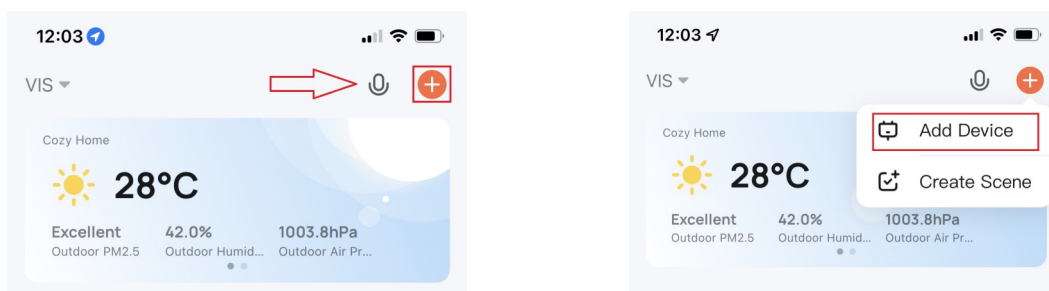 12:03
VIS
Cozy Home
28°C
Excellent 42.0% 1003.8hPa
Outdoor PM2.5 Outdoor Humid... Outdoor Air Pr...
12:03
VIS
Cozy Home
Add Device
28°C
Create Scene
Excellent 42.0% 1003.8hPa
Outdoor PM2.5 Outdoor Humid... Outdoor Air Pr...